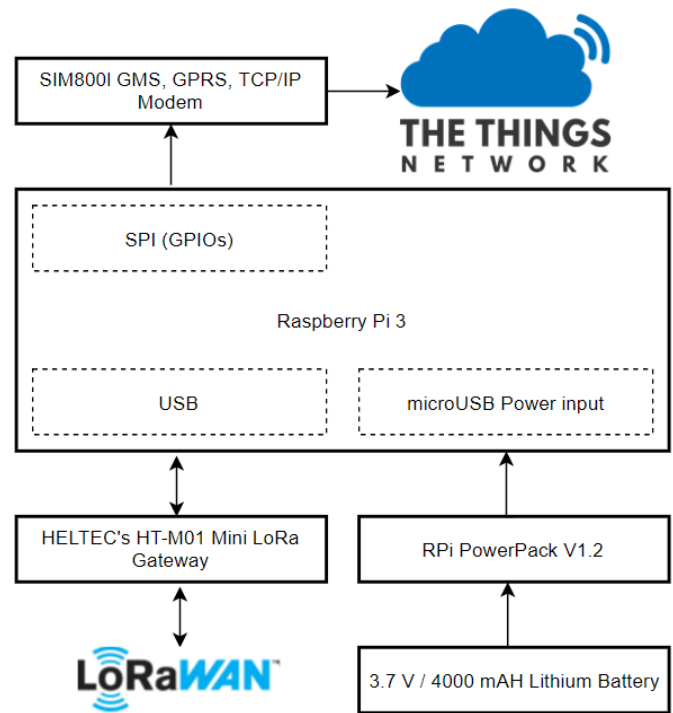 SIM800l GMS, GPRS, TCP/IP
Modem
THE THINGS
NETWORK
SPI (GPIOs)
Raspberry Pi 3
USB
microUSB Power input
HELTEC's HT-M01 Mini LoRa
Gateway
RPi PowerPack V1.2
LoRaWAN™
3.7 V / 4000 mAH Lithium Battery